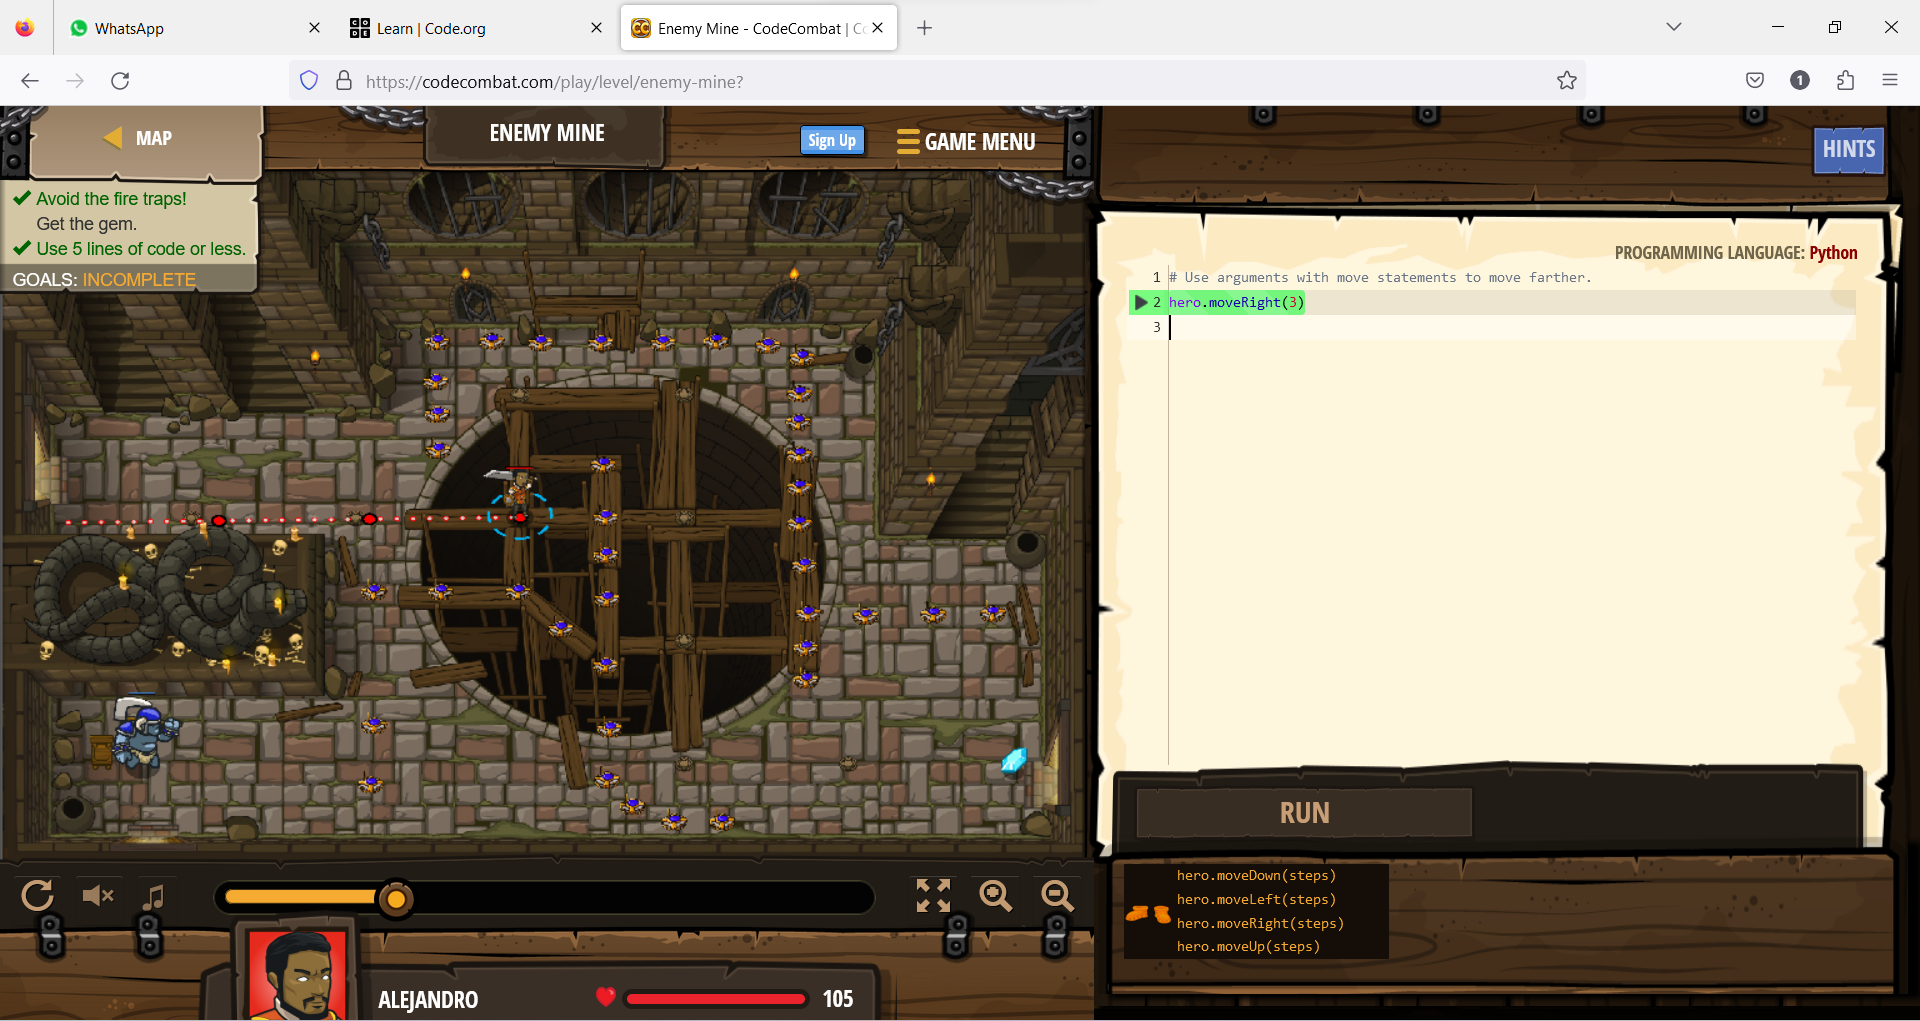 WhatsApp
Learn | Code.org
Enemy Mine - CodeCombat |
https://codecombat.com/play/level/enemy-mine?
MAP
ENEMY MINE
Sign Up
GAME MENU
HINTS
Avoid the fire traps!
Get the gem.
Use 5 lines of code or less.
GOALS: INCOMPLETE
PROGRAMMING LANGUAGE: Python
1 # Use arguments with move statements to move farther.
2 hero.moveRight(3)
3
RUN
hero.moveDown(steps)
hero.moveLeft(steps)
hero.moveRight(steps)
hero.moveUp(steps)
ALEJANDRO
105